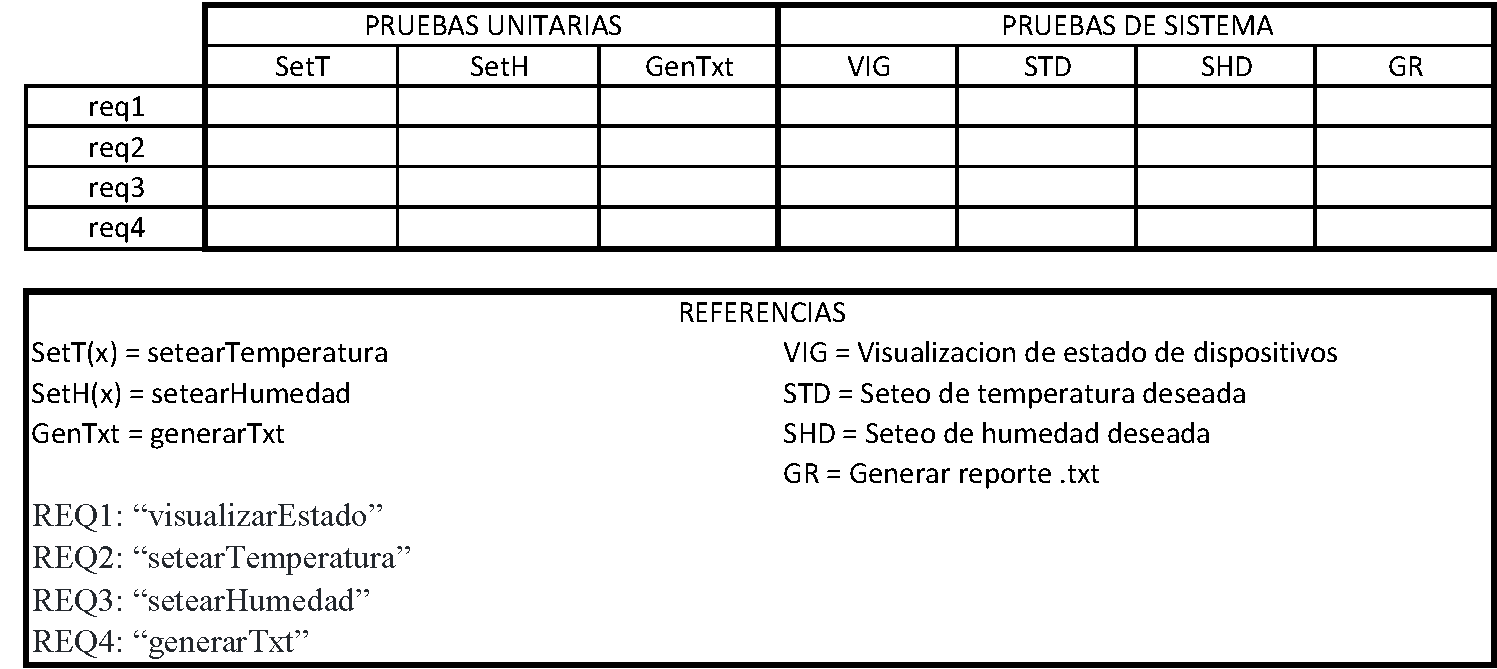 PRUEBAS UNITARIAS PRUEBAS DE SISTEMA
SetT SetH GenTxt VIG STD SHD GR
req1
req2
req3
req4
REFERENCIAS
SetT(x) = setearTemperatura VIG = Visualizacion de estado de dispositivos
SetH(x) = setearHumedad STD = Seteo de temperatura deseada
GenTxt = generarTxt SHD = Seteo de humedad deseada
GR = Generar reporte .txt
REQ1: “visualizarEstado”
REQ2: “setearTemperatura”
REQ3: “setearHumedad”
REQ4: “generarTxt”